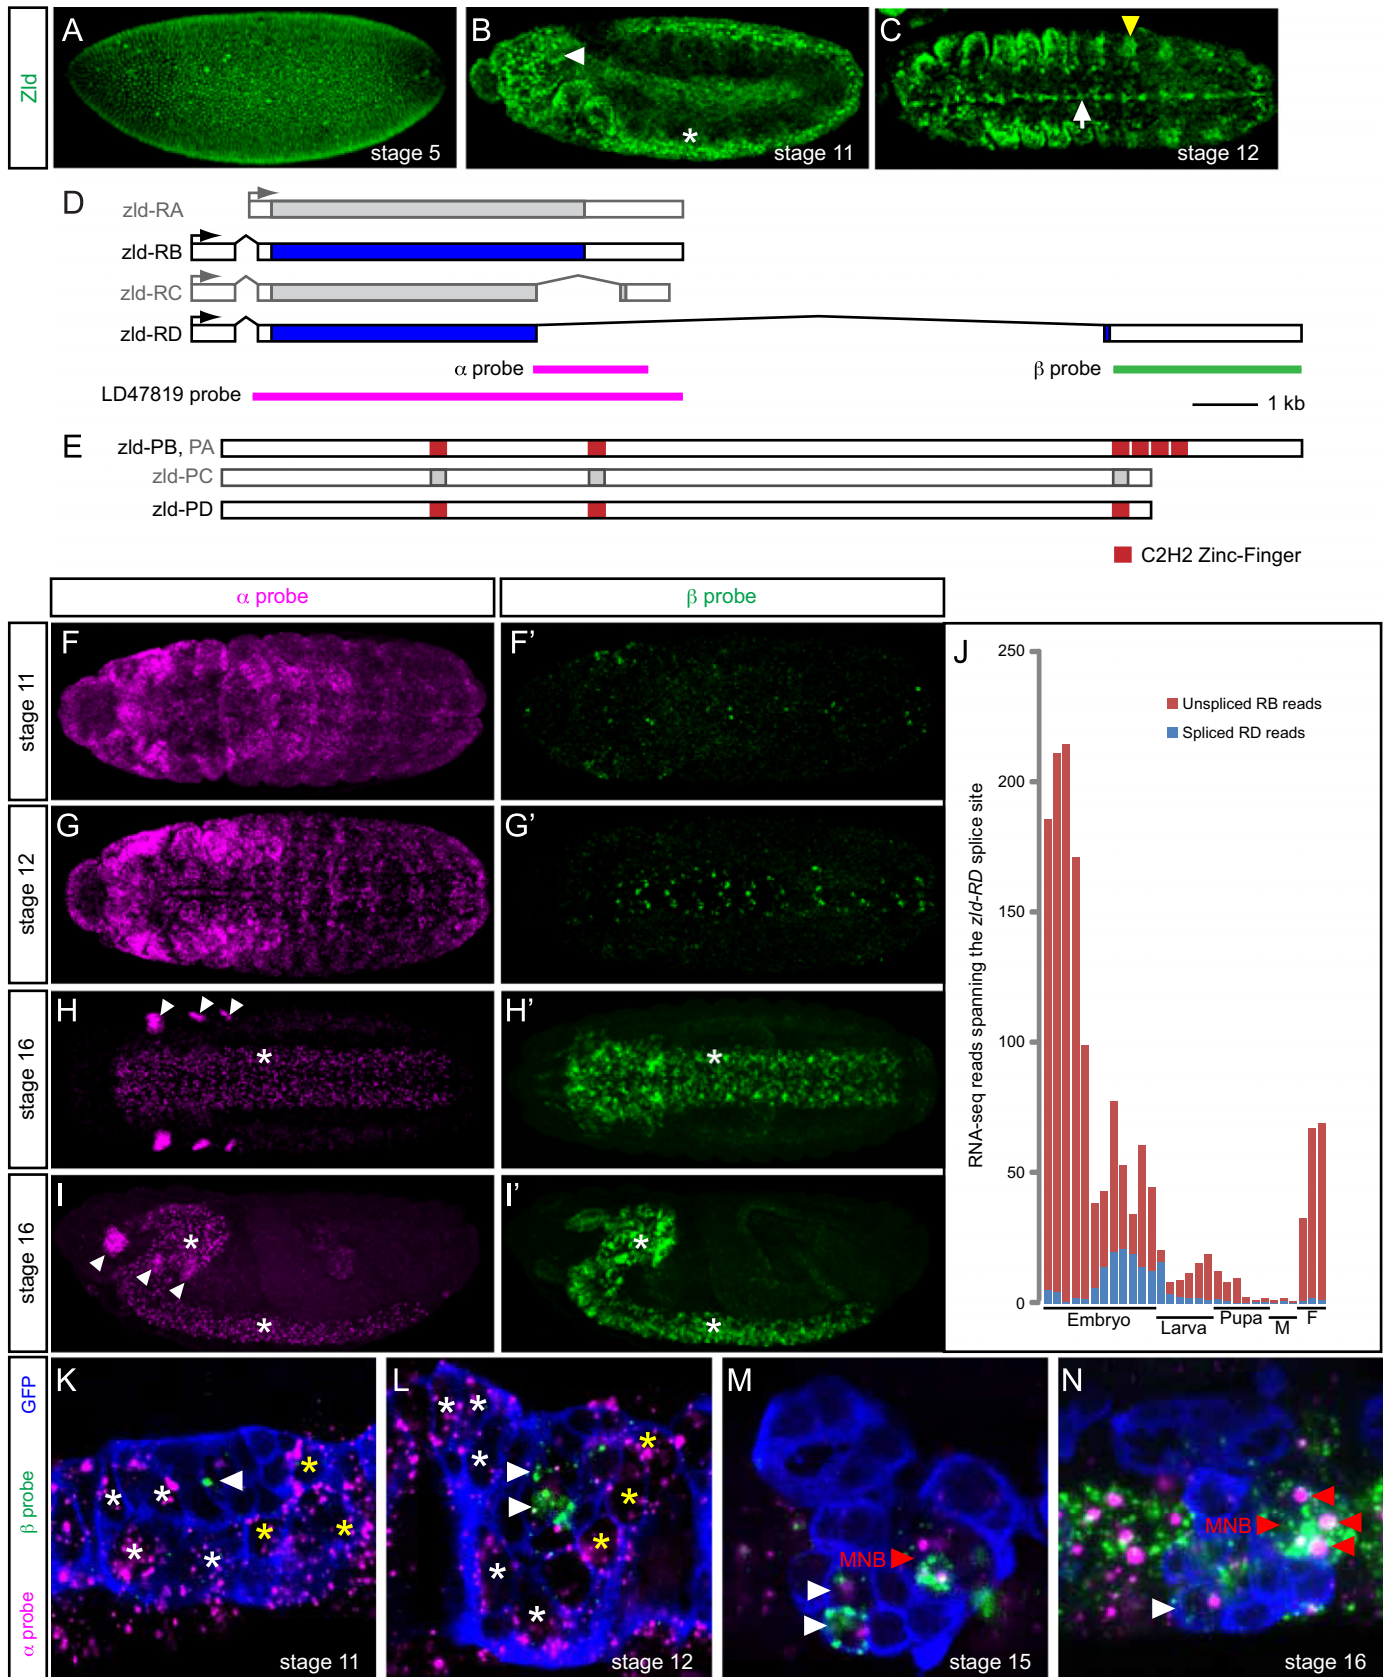 Zld
A
stage 5
B
*
stage 11
C
stage 12
D
zld-RA
zld-RB
zld-RC
zld-RD
α probe
β probe
LD47819 probe
1 kb
E
zld-PB, PA
zld-PC
zld-PD
C2H2 Zinc-Finger
α probe
β probe
stage 11
F
F’
stage 12
G
G’
stage 16
H
*
H’
*
stage 16
I
* *
I’
* *
J
RNA-seq reads spanning the zld-RD splice site
250
200
150
100
50
0
Unspliced RB reads
Spliced RD reads
Embryo
Larva
Pupa
M
F
α probe β probe GFP
K
* * * * * * *
stage 11
L
* * * * * * * *
stage 12
M
MNB
stage 15
N
MNB
stage 16